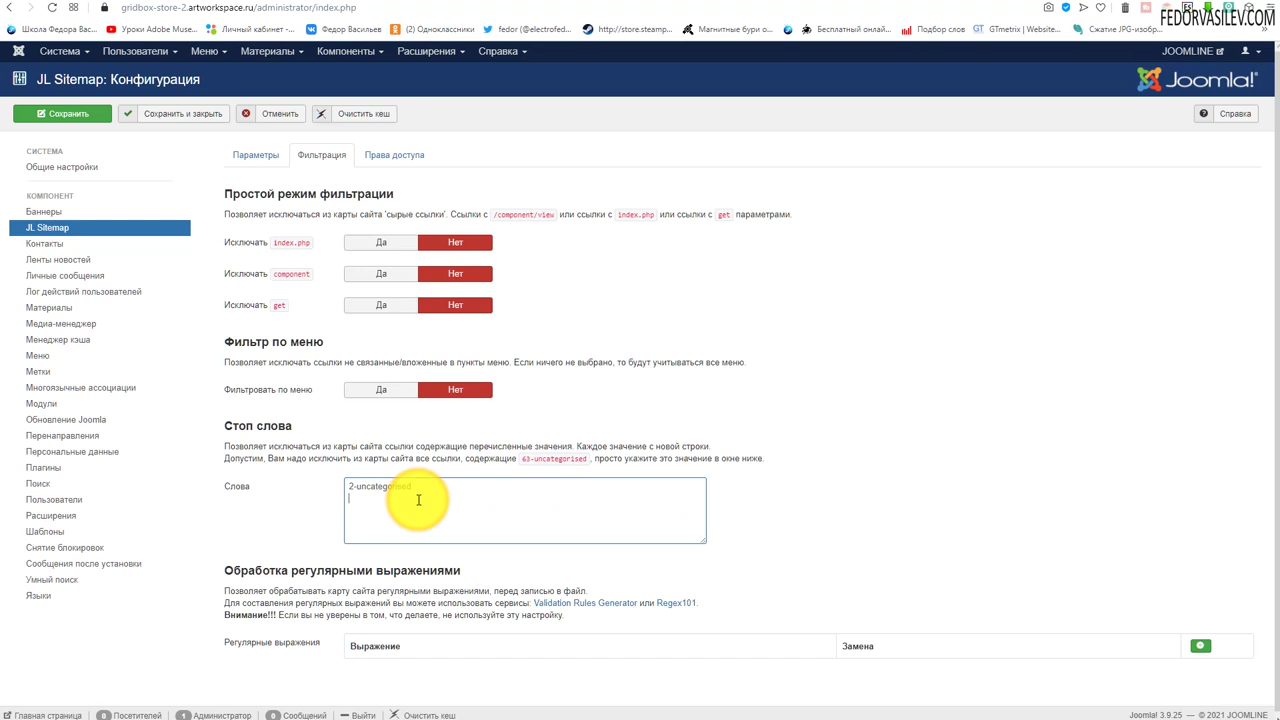 gridbox-store-2.artworkspace.ru/administrator/index.php
FEDORVASILEV.COM
Школа Федора Васил...
Уроки Adobe Muse...
Личный кабинет -...
Федор Васильев
(2) Одноклассники
fedor (@electrofed...
http://store.steamp...
Магнитные бури о...
Бесплатный онлай...
Подбор слов
GTmetrix | Website...
Сжатие JPG-изобр...
Система
Пользователи
Меню
Материалы
Компоненты
Расширения
Справка
JOOMLINE
JL Sitemap: Конфигурация
Joomla!
Сохранить
Сохранить и закрыть
Отменить
Очистить кеш
Справка
СИСТЕМА
Общие настройки
КОМПОНЕНТ
Баннеры
JL Sitemap
Контакты
Ленты новостей
Личные сообщения
Лог действий пользователей
Материалы
Медиа-менеджер
Менеджер кэша
Меню
Метки
Многоязычные ассоциации
Модули
Обновление Joomla
Перенаправления
Персональные данные
Плагины
Поиск
Пользователи
Расширения
Шаблоны
Снятие блокировок
Сообщения после установки
Умный поиск
Языки
Параметры
Фильтрация
Права доступа
Простой режим фильтрации
Позволяет исключаться из карты сайта 'сырые ссылки'. Ссылки с /component/view или ссылки с index.php или ссылки с get параметрами.
Исключать index.php Да Нет
Исключать component Да Нет
Исключать get Да Нет
Фильтр по меню
Позволяет исключать ссылки не связанные/вложенные в пункты меню. Если ничего не выбрано, то будут учитываться все меню.
Фильтровать по меню Да Нет
Стоп слова
Позволяет исключаться из карты сайта ссылки содержащие перечисленные значения. Каждое значение с новой строки.
Допустим, Вам надо исключить из карты сайта все ссылки, содержащие 63-uncategorised, просто укажите это значение в окне ниже.
Слова
2-uncategorised
Обработка регулярными выражениями
Позволяет обрабатывать карту сайта регулярными выражениями, перед записью в файл.
Для составления регулярных выражений вы можете использовать сервисы: Validation Rules Generator или Regex101.
Внимание!!! Если вы не уверены в том, что делаете, не используйте эту настройку.
Регулярные выражения
Выражение
Замена
Главная страница
0 Посетителей
1 Администратор
0 Сообщений
Выйти
Очистить кеш
Joomla! 3.9.25 — © 2021 JOOMLINE